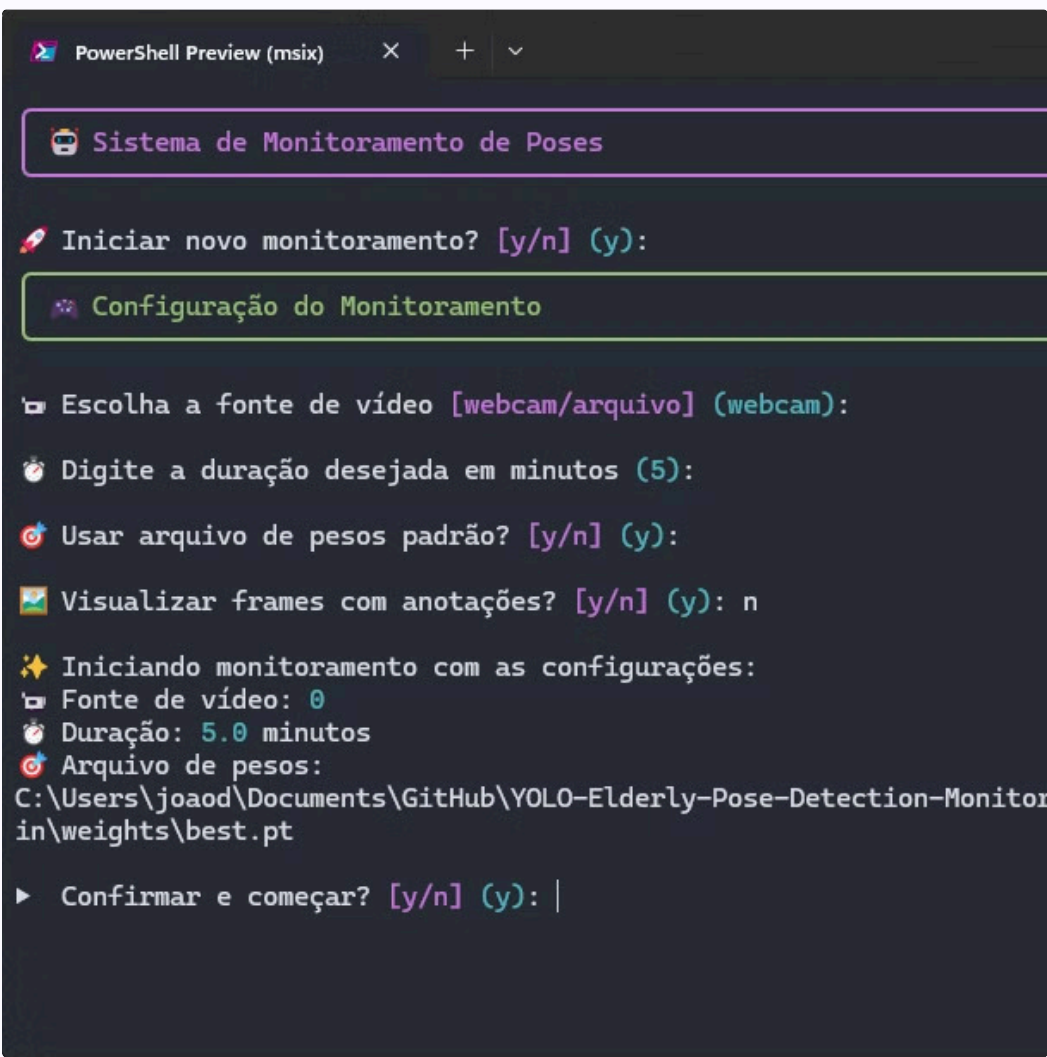 PowerShell Preview (msix)
Sistema de Monitoramento de Poses
Iniciar novo monitoramento? [y/n] (y):
Configuração do Monitoramento
Escolha a fonte de vídeo [webcam/arquivo] (webcam):
Digite a duração desejada em minutos (5):
Usar arquivo de pesos padrão? [y/n] (y):
Visualizar frames com anotações? [y/n] (y): n
Iniciando monitoramento com as configurações:
Fonte de vídeo: 0
Duração: 5.0 minutos
Arquivo de pesos:
C:\Users\joaod\Documents\GitHub\YOLO-Elderly-Pose-Detection-Monitor
in\weights\best.pt
Confirmar e começar? [y/n] (y):